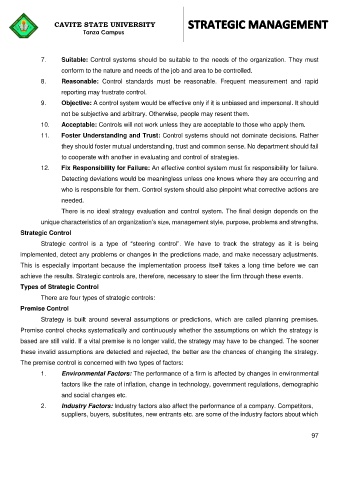 CAVITE STATE UNIVERSITY
Tanza Campus
STRATEGIC MANAGEMENT
7. Suitable: Control systems should be suitable to the needs of the organization. They must
conform to the nature and needs of the job and area to be controlled.
8. Reasonable: Control standards must be reasonable. Frequent measurement and rapid
reporting may frustrate control.
9. Objective: A control system would be effective only if it is unbiased and impersonal. It should
not be subjective and arbitrary. Otherwise, people may resent them.
10. Acceptable: Controls will not work unless they are acceptable to those who apply them.
11. Foster Understanding and Trust: Control systems should not dominate decisions. Rather
they should foster mutual understanding, trust and common sense. No department should fail
to cooperate with another in evaluating and control of strategies.
12. Fix Responsibility for Failure: An effective control system must fix responsibility for failure.
Detecting deviations would be meaningless unless one knows where they are occurring and
who is responsible for them. Control system should also pinpoint what corrective actions are
needed.
There is no ideal strategy evaluation and control system. The final design depends on the
unique characteristics of an organization's size, management style, purpose, problems and strengths.
Strategic Control
Strategic control is a type of "steering control". We have to track the strategy as it is being
implemented, detect any problems or changes in the predictions made, and make necessary adjustments.
This is especially important because the implementation process itself takes a long time before we can
achieve the results. Strategic controls are, therefore, necessary to steer the firm through these events.
Types of Strategic Control
There are four types of strategic controls:
Premise Control
Strategy is built around several assumptions or predictions, which are called planning premises.
Premise control checks systematically and continuously whether the assumptions on which the strategy is
based are still valid. If a vital premise is no longer valid, the strategy may have to be changed. The sooner
these invalid assumptions are detected and rejected, the better are the chances of changing the strategy.
The premise control is concerned with two types of factors:
1. Environmental Factors: The performance of a firm is affected by changes in environmental
factors like the rate of inflation, change in technology, government regulations, demographic
and social changes etc.
2. Industry Factors: Industry factors also affect the performance of a company. Competitors,
suppliers, buyers, substitutes, new entrants etc. are some of the industry factors about which
97